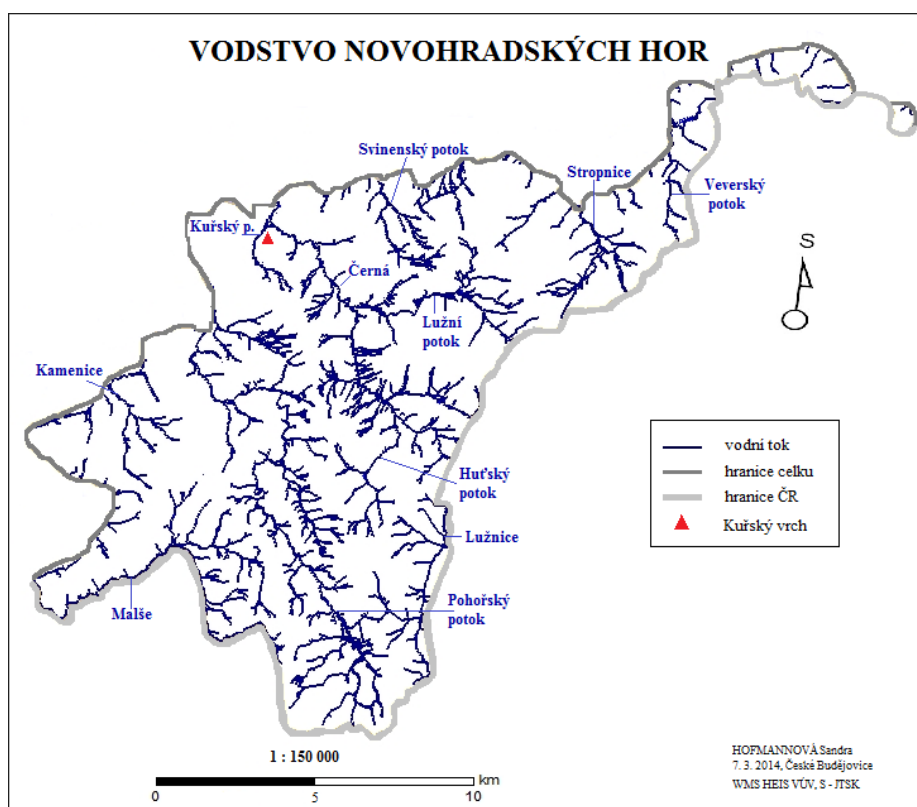 VODSTVO NOVOHRADSKÝCH HOR
Svinenský potok
Stropnice
Veverský
potok
Kuřský p.
Černá
S
Lužní
potok
Kamenice
vodní tok
hranice celku
hranice ČR
Kuřský vrch
Huťský
potok
Lužnice
Malše
Pohořský
potok
1 : 150 000
km
0 5 10
HOFMANNOVÁ Sandra
7. 3. 2014, České Budějovice
WMS HEIS VÚV, S - JTSK